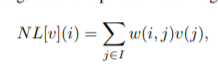 NL[v](i) = ∑ w(i, j)v(j),
j∈I